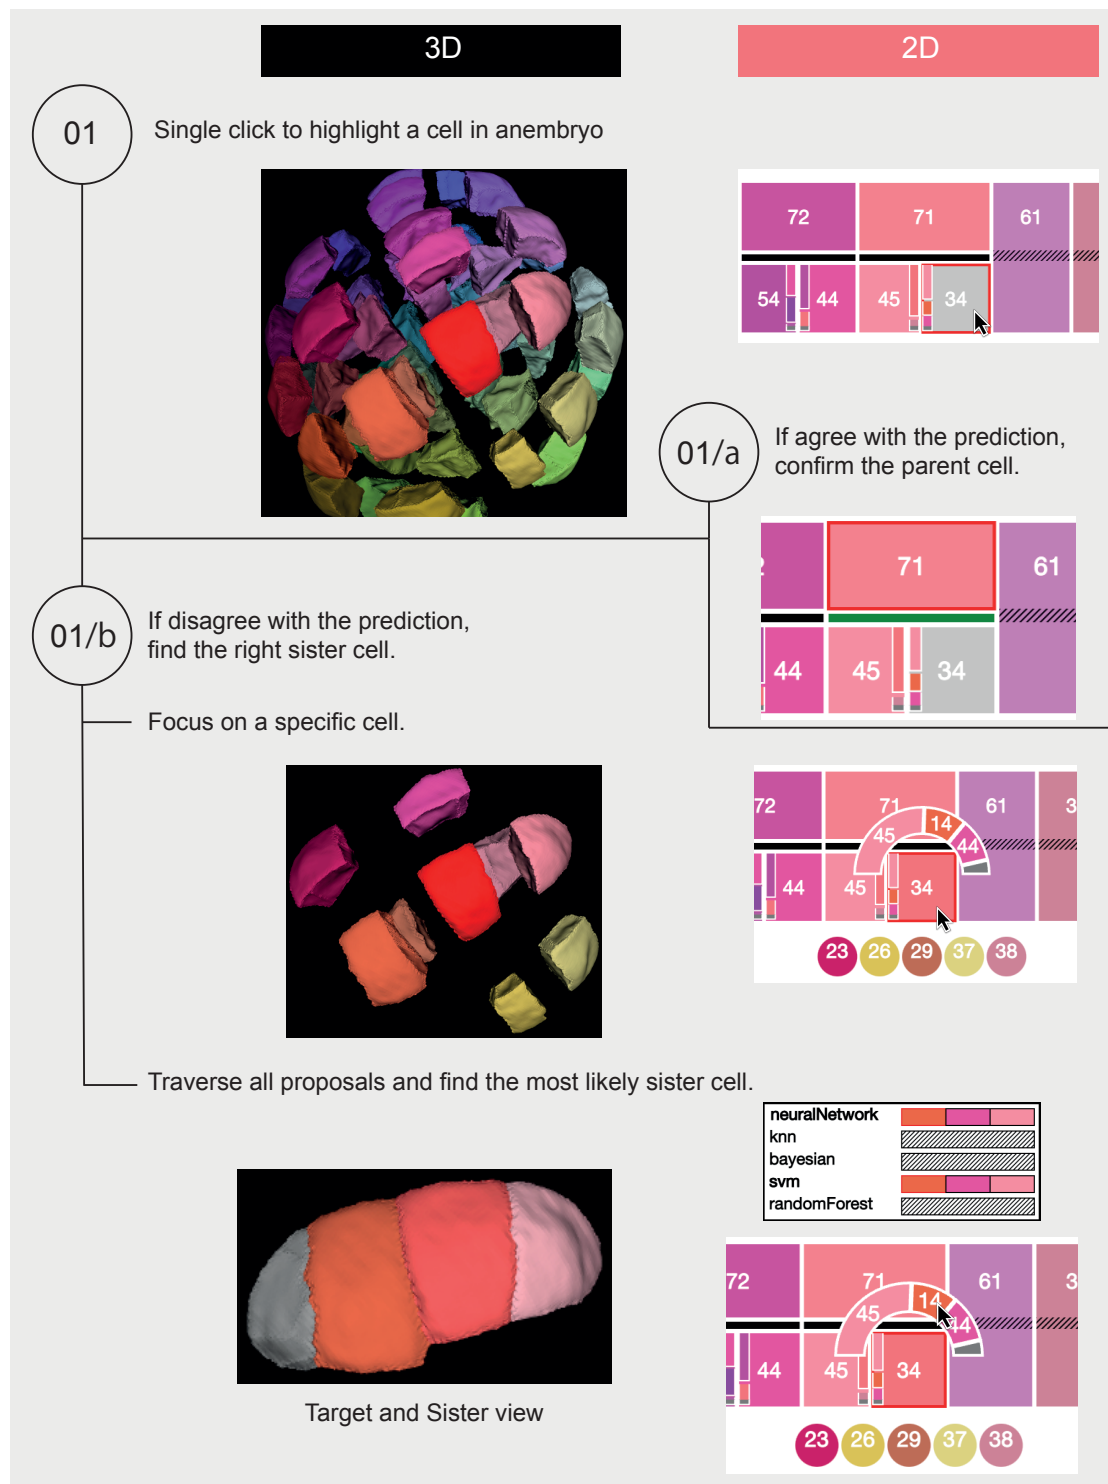 3D
2D
01
Single click to highlight a cell in anembryo
72
71
61
54
44
45
34
01/a
If agree with the prediction,
confirm the parent cell.
71
61
44
45
34
01/b
If disagree with the prediction,
find the right sister cell.
Focus on a specific cell.
72
71
61
3
45
14
44
44
45
34
23
26
29
37
38
Traverse all proposals and find the most likely sister cell.
neuralNetwork
knn
bayesian
svm
randomForest
72
71
61
3
45
14
44
44
45
34
Target and Sister view
23
26
29
37
38